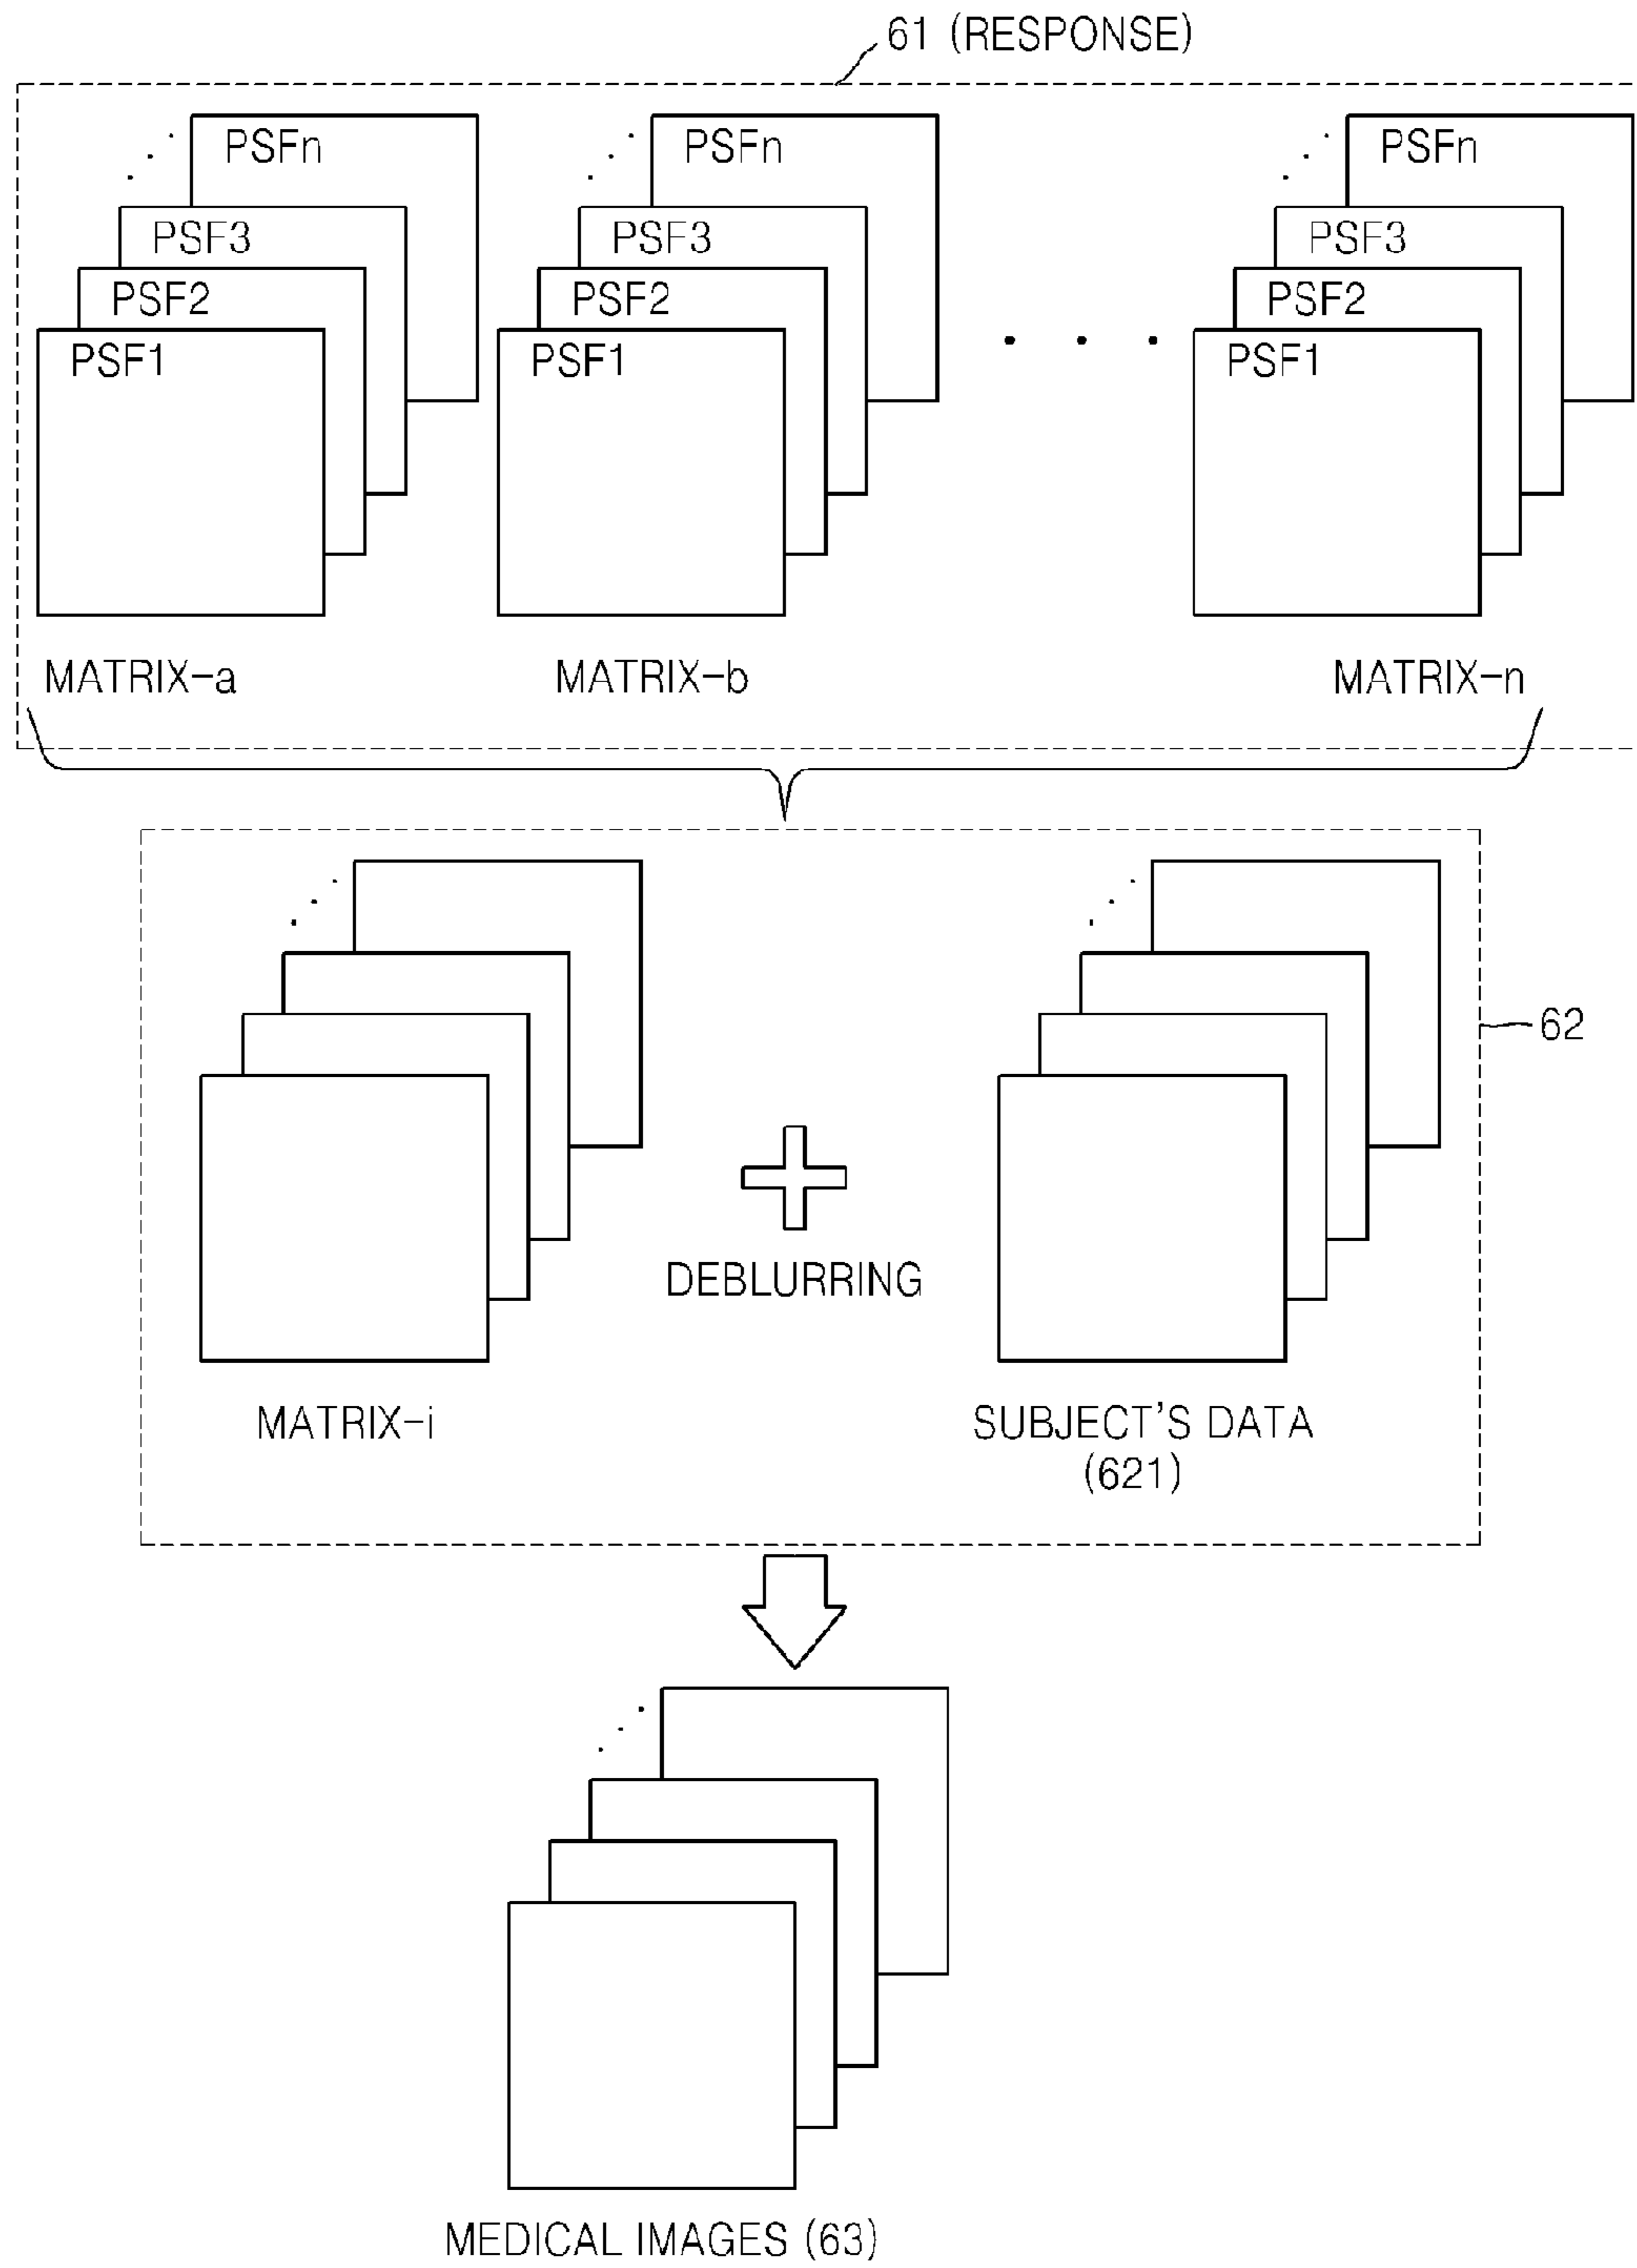 61 (RESPONSE)
PSFn
PSF3
PSF2
PSF1
MATRIX-a
PSFn
PSF3
PSF2
PSF1
MATRIX-b
PSFn
PSF3
PSF2
PSF1
MATRIX-n
62
DEBLURRING
MATRIX-i
SUBJECT'S DATA
(621)
MEDICAL IMAGES (63)